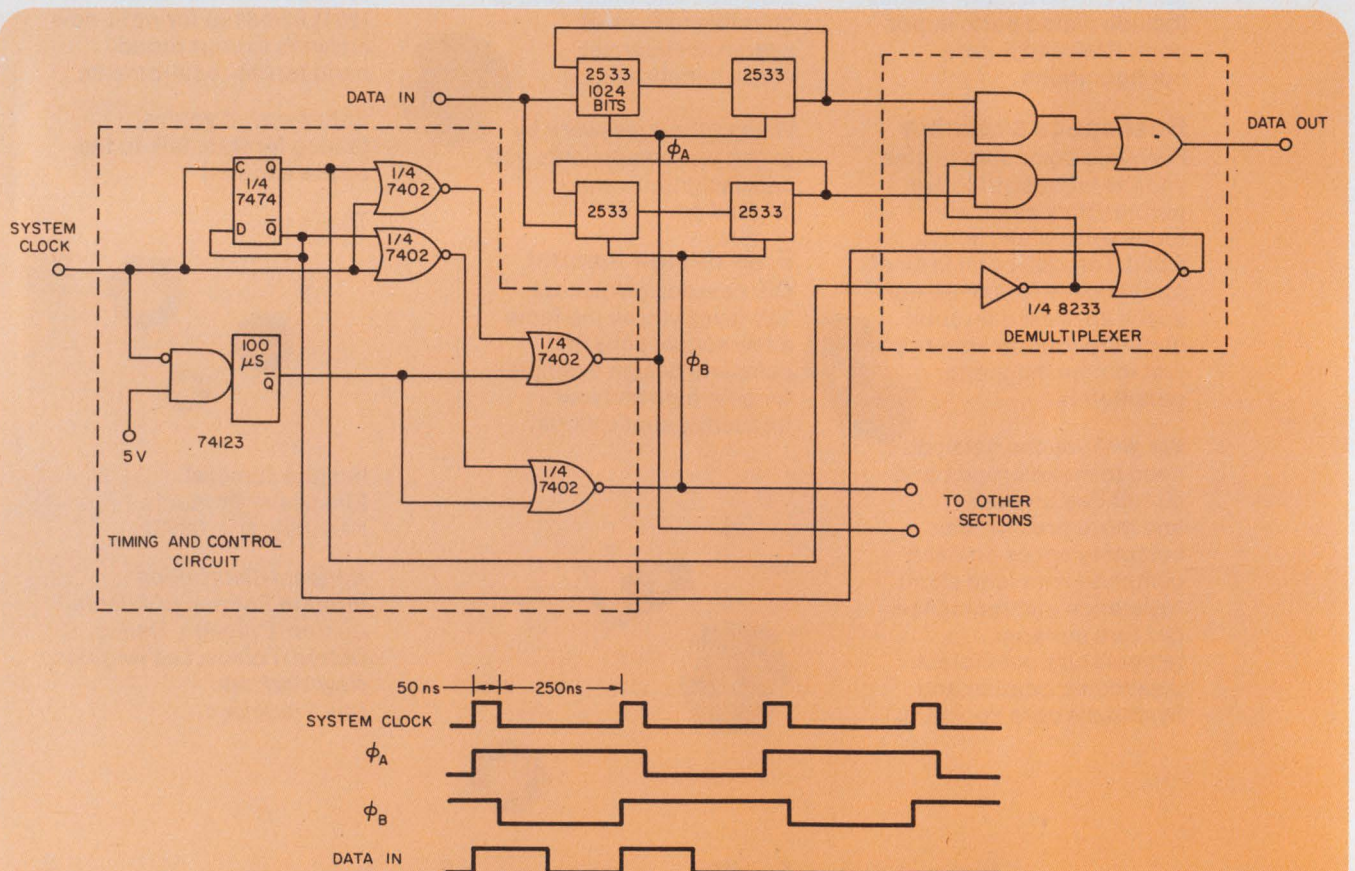 2533
1024
BITS
2533
DATA IN
ϕA
DATA OUT
C Q
1/4
7474
D Q̅
1/4
7402
1/4
7402
2533
2533
SYSTEM
CLOCK
1/4 8233
DEMULTIPLEXER
100
μS
Q̅
1/4
7402
ϕB
5V
74123
1/4
7402
TO OTHER
SECTIONS
TIMING AND CONTROL
CIRCUIT
50 ns
250ns
SYSTEM CLOCK
ϕA
ϕB
DATA IN